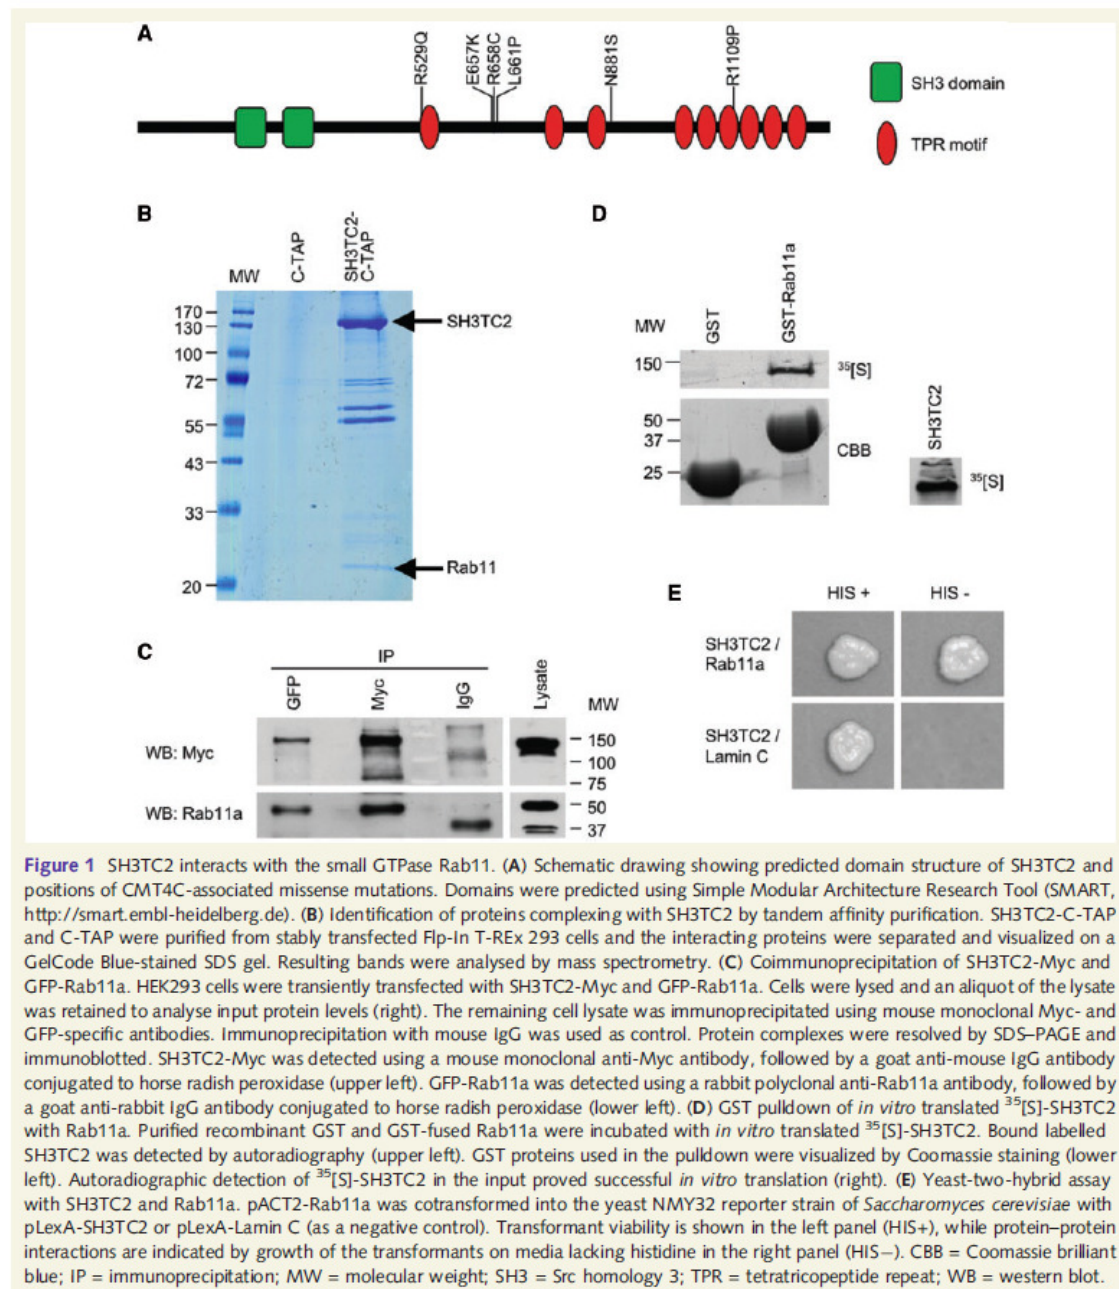 A
R529Q
E657K
R658C
L661P
N881S
R1109P
SH3 domain
TPR motif
B
MW
C-TAP
SH3TC2-
C-TAP
170
130
100
72
55
43
33
20
SH3TC2
Rab11
C
IP
GFP
Myc
IgG
Lysate
MW
WB: Myc
WB: Rab11a
150
100
75
50
37
D
MW
GST
GST-Rab11a
150
³⁵[S]
50
37
25
CBB
SH3TC2
³⁵[S]
E
HIS +
HIS -
SH3TC2 /
Rab11a
SH3TC2 /
Lamin C
Figure 1 SH3TC2 interacts with the small GTPase Rab11. (A) Schematic drawing showing predicted domain structure of SH3TC2 and
positions of CMT4C-associated missense mutations. Domains were predicted using Simple Modular Architecture Research Tool (SMART,
http://smart.embl-heidelberg.de). (B) Identification of proteins complexing with SH3TC2 by tandem affinity purification. SH3TC2-C-TAP
and C-TAP were purified from stably transfected Flp-In T-REx 293 cells and the interacting proteins were separated and visualized on a
GelCode Blue-stained SDS gel. Resulting bands were analysed by mass spectrometry. (C) Coimmunoprecipitation of SH3TC2-Myc and
GFP-Rab11a. HEK293 cells were transiently transfected with SH3TC2-Myc and GFP-Rab11a. Cells were lysed and an aliquot of the lysate
was retained to analyse input protein levels (right). The remaining cell lysate was immunoprecipitated using mouse monoclonal Myc- and
GFP-specific antibodies. Immunoprecipitation with mouse IgG was used as control. Protein complexes were resolved by SDS–PAGE and
immunoblotted. SH3TC2-Myc was detected using a mouse monoclonal anti-Myc antibody, followed by a goat anti-mouse IgG antibody
conjugated to horse radish peroxidase (upper left). GFP-Rab11a was detected using a rabbit polyclonal anti-Rab11a antibody, followed by
a goat anti-rabbit IgG antibody conjugated to horse radish peroxidase (lower left). (D) GST pulldown of in vitro translated ³⁵[S]-SH3TC2
with Rab11a. Purified recombinant GST and GST-fused Rab11a were incubated with in vitro translated ³⁵[S]-SH3TC2. Bound labelled
SH3TC2 was detected by autoradiography (upper left). GST proteins used in the pulldown were visualized by Coomassie staining (lower
left). Autoradiographic detection of ³⁵[S]-SH3TC2 in the input proved successful in vitro translation (right). (E) Yeast-two-hybrid assay
with SH3TC2 and Rab11a. pACT2-Rab11a was cotransformed into the yeast NMY32 reporter strain of Saccharomyces cerevisiae with
pLexA-SH3TC2 or pLexA-Lamin C (as a negative control). Transformant viability is shown in the left panel (HIS+), while protein–protein
interactions are indicated by growth of the transformants on media lacking histidine in the right panel (HIS−). CBB = Coomassie brilliant
blue; IP = immunoprecipitation; MW = molecular weight; SH3 = Src homology 3; TPR = tetratricopeptide repeat; WB = western blot.